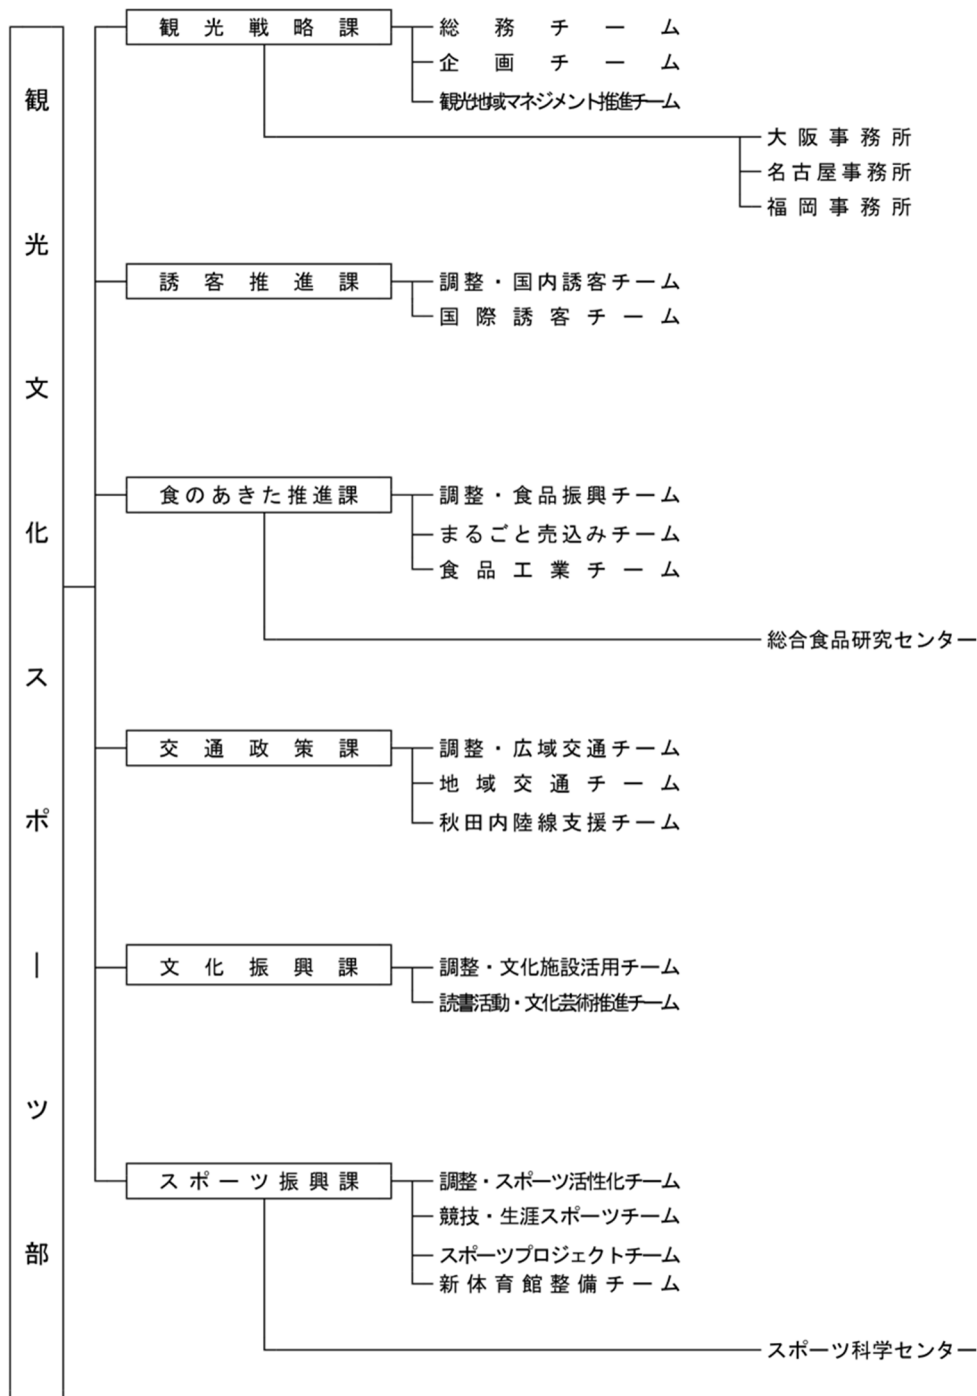 観光文化スポーツ部
観光戦略課
総務チーム
企画チーム
観光地域マネジメント推進チーム
大阪事務所
名古屋事務所
福岡事務所
誘客推進課
調整・国内誘客チーム
国際誘客チーム
食のあきた推進課
調整・食品振興チーム
まるごと売込みチーム
食品工業チーム
総合食品研究センター
交通政策課
調整・広域交通チーム
地域交通チーム
秋田内陸線支援チーム
文化振興課
調整・文化施設活用チーム
読書活動・文化芸術推進チーム
スポーツ振興課
調整・スポーツ活性化チーム
競技・生涯スポーツチーム
スポーツプロジェクトチーム
新体育館整備チーム
スポーツ科学センター